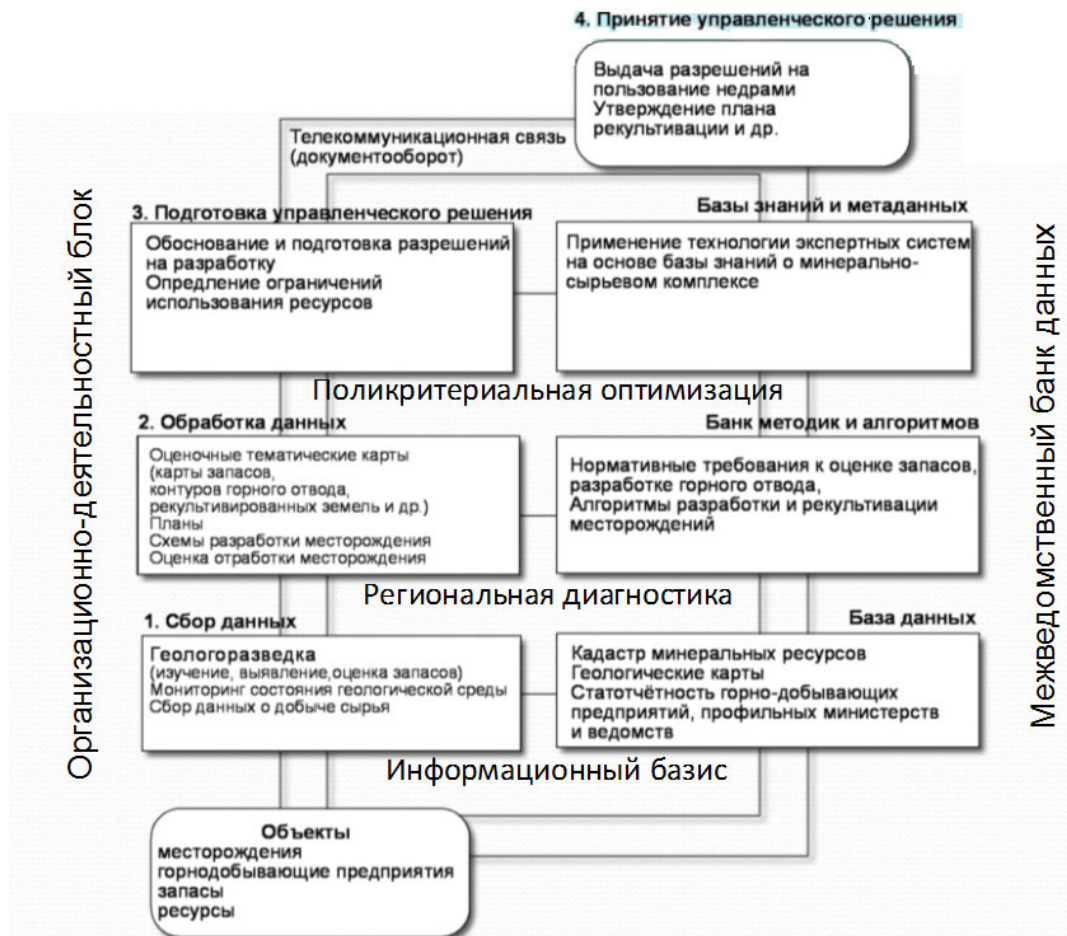 4. Принятие управленческого решения
Выдача разрешений на
пользование недрами
Утверждение плана
рекультивации и др.
Телекоммуникационная связь
(документооборот)
Организационно-деятельностный блок
Межведомственный банк данных
3. Подготовка управленческого решения
Обоснование и подготовка разрешений
на разработку
Опредление ограничений
использования ресурсов
Базы знаний и метаданных
Применение технологии экспертных систем
на основе базы знаний о минерально-
сырьевом комплексе
Поликритериальная оптимизация
2. Обработка данных
Оценочные тематические карты
(карты запасов,
контуров горного отвода,
рекультивированных земель и др.)
Планы
Схемы разработки месторождения
Оценка отработки месторождения
Банк методик и алгоритмов
Нормативные требования к оценке запасов,
разработке горного отвода,
Алгоритмы разработки и рекультивации
месторождений
Региональная диагностика
1. Сбор данных
Геологоразведка
(изучение, выявление,оценка запасов)
Мониторинг состояния геологической среды
Сбор данных о добыче сырья
База данных
Кадастр минеральных ресурсов
Геологические карты
Статотчётность горно-добывающих
предприятий, профильных министерств
и ведомств
Информационный базис
Объекты
месторождения
горнодобывающие предприятия
запасы
ресурсы